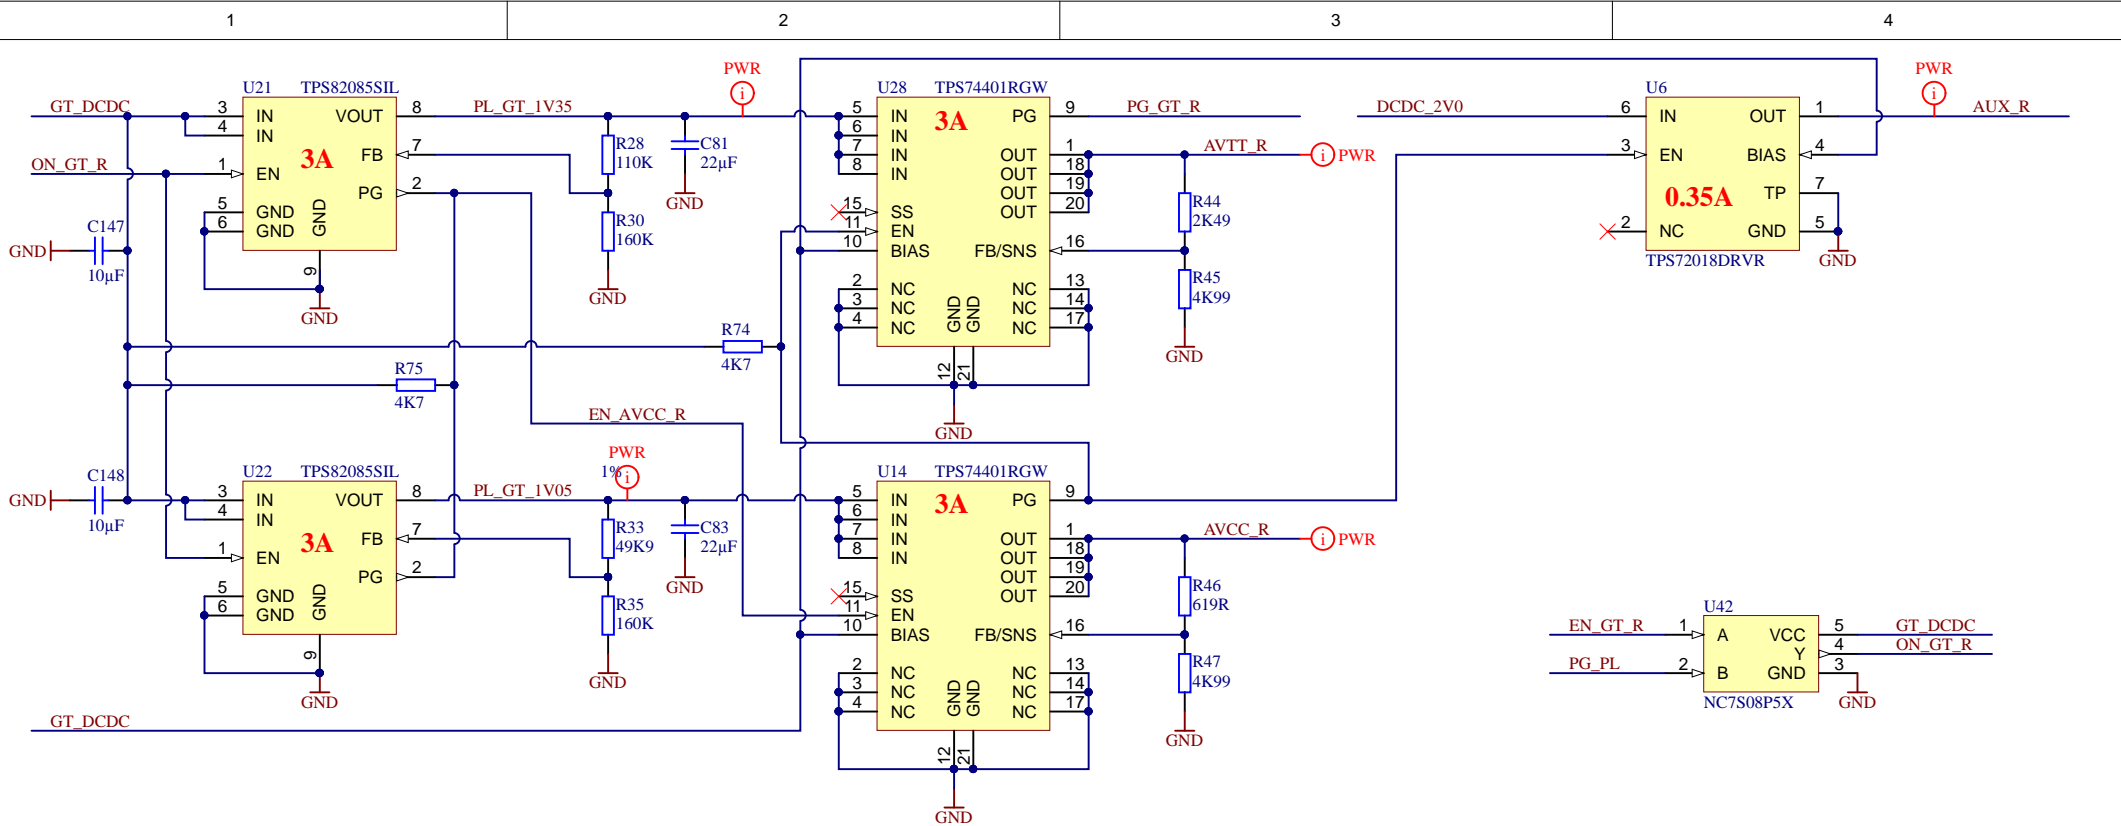 1 2 3 4
U21 TPS82085SIL
GT_DCDC
3 IN VOUT 8 PL_GT_1V35
4 IN
3A
FB 7
ON_GT_R
1 EN
PG 2
5 GND
6 GND
GND
9
GND
C147
10µF
GND
R28
110K
R30
160K
GND
C81
22µF
GND
PWR
i
U28 TPS74401RGW
5 IN PG 9 PG_GT_R
3A
6 IN
7 IN OUT 1 AVTT_R i PWR
8 IN OUT 18
OUT 19
15 SS OUT 20
11 EN
10 BIAS FB/SNS 16
2 NC NC 13
3 NC GND GND NC 14
4 NC NC 17
12 21
GND
R44
2K49
R45
4K99
GND
DCDC_2V0
U6
6 IN OUT 1 AUX_R
PWR
i
3 EN BIAS 4
0.35A
TP 7
2 NC GND 5
TPS72018DRVR
GND
R74
4K7
R75
4K7
EN_AVCC_R
U22 TPS82085SIL
3 IN VOUT 8 PL_GT_1V05
4 IN
3A
FB 7
1 EN
PG 2
5 GND
6 GND
GND
9
GND
C148
10µF
GND
PWR
1%
i
R33
49K9
R35
160K
GND
C83
22µF
GND
GT_DCDC
U14 TPS74401RGW
5 IN PG 9
3A
6 IN
7 IN OUT 1 AVCC_R i PWR
8 IN OUT 18
OUT 19
15 SS OUT 20
11 EN
10 BIAS FB/SNS 16
2 NC NC 13
3 NC GND GND NC 14
4 NC NC 17
12 21
GND
R46
619R
R47
4K99
GND
U42
EN_GT_R 1 A VCC 5 GT_DCDC
Y 4 ON_GT_R
PG_PL 2 B GND 3
NC7S08P5X
GND